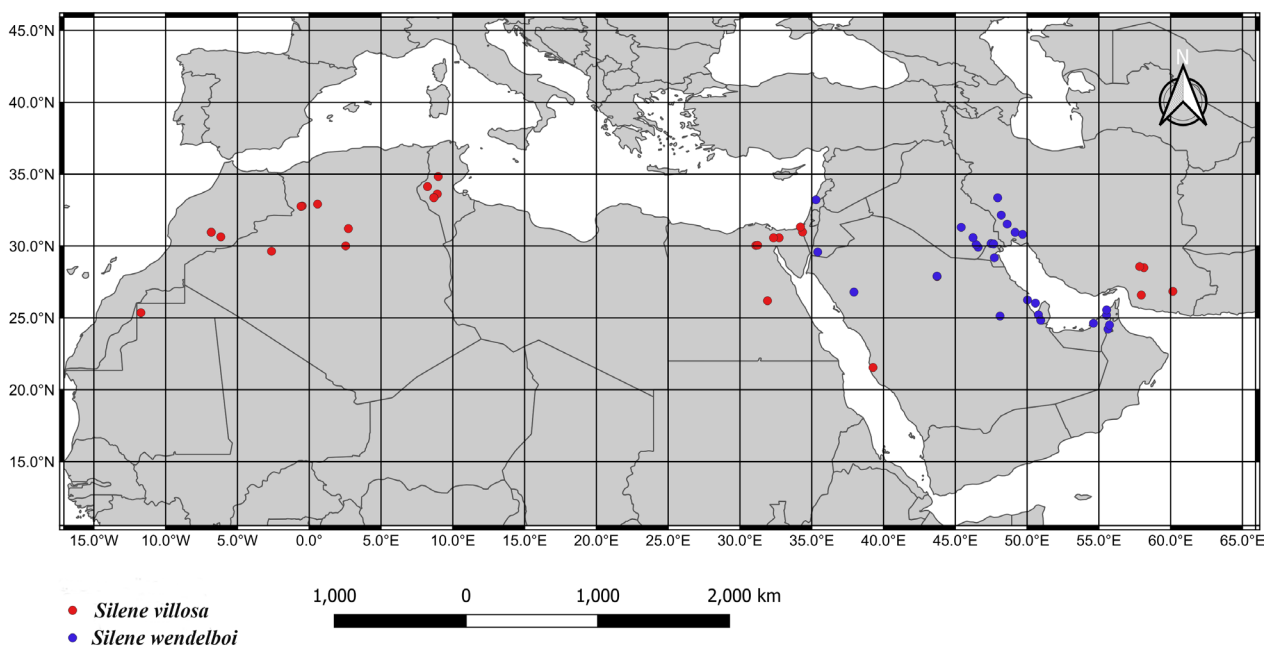 N
45.0°N
40.0°N
35.0°N
30.0°N
25.0°N
20.0°N
15.0°N
15.0°W 10.0°W 5.0°W 0.0° 5.0°E 10.0°E 15.0°E 20.0°E 25.0°E 30.0°E 35.0°E 40.0°E 45.0°E 50.0°E 55.0°E 60.0°E 65.0°E
1,000 0 1,000 2,000 km
Silene villosa
Silene wendelboi